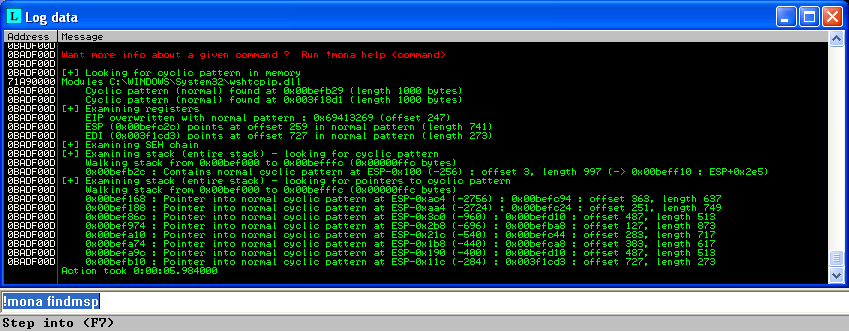 L Log data
Address Message
0BADF00D
0BADF00D Want more info about a given command ? Run !mona help <command>
0BADF00D
0BADF00D [+] Looking for cyclic pattern in memory
71A90000 Modules C:\WINDOWS\System32\wshtcpip.dll
0BADF00D Cyclic pattern (normal) found at 0x00befb29 (length 1000 bytes)
0BADF00D Cyclic pattern (normal) found at 0x003f18d1 (length 1000 bytes)
0BADF00D [+] Examining registers
0BADF00D EIP overwritten with normal pattern : 0x69413269 (offset 247)
0BADF00D ESP (0x00befc2c) points at offset 259 in normal pattern (length 741)
0BADF00D EDI (0x003f1cd3) points at offset 727 in normal pattern (length 273)
0BADF00D [+] Examining SEH chain
0BADF00D [+] Examining stack (entire stack) - looking for cyclic pattern
0BADF00D Walking stack from 0x00bef000 to 0x00befffc (0x00000ffc bytes)
0BADF00D 0x00befb2c : Contains normal cyclic pattern at ESP-0x100 (-256) : offset 3, length 997 (-> 0x00beff10 : ESP+0x2e5)
0BADF00D [+] Examining stack (entire stack) - looking for pointers to cyclic pattern
0BADF00D Walking stack from 0x00bef000 to 0x00befffc (0x00000ffc bytes)
0BADF00D 0x00bef168 : Pointer into normal cyclic pattern at ESP-0xac4 (-2756) : 0x00befc94 : offset 363, length 637
0BADF00D 0x00bef188 : Pointer into normal cyclic pattern at ESP-0xaa4 (-2724) : 0x00befc24 : offset 251, length 749
0BADF00D 0x00bef86c : Pointer into normal cyclic pattern at ESP-0x3c0 (-960) : 0x00befd10 : offset 487, length 513
0BADF00D 0x00bef974 : Pointer into normal cyclic pattern at ESP-0x2b8 (-696) : 0x00befba8 : offset 127, length 873
0BADF00D 0x00befa10 : Pointer into normal cyclic pattern at ESP-0x21c (-540) : 0x00befc44 : offset 283, length 717
0BADF00D 0x00befa74 : Pointer into normal cyclic pattern at ESP-0x1b8 (-440) : 0x00befca8 : offset 383, length 617
0BADF00D 0x00befa9c : Pointer into normal cyclic pattern at ESP-0x190 (-400) : 0x00befd10 : offset 487, length 513
0BADF00D 0x00befb10 : Pointer into normal cyclic pattern at ESP-0x11c (-284) : 0x003f1cd3 : offset 727, length 273
0BADF00D Action took 0:00:05.984000
!mona findmsp
Step into (F7)